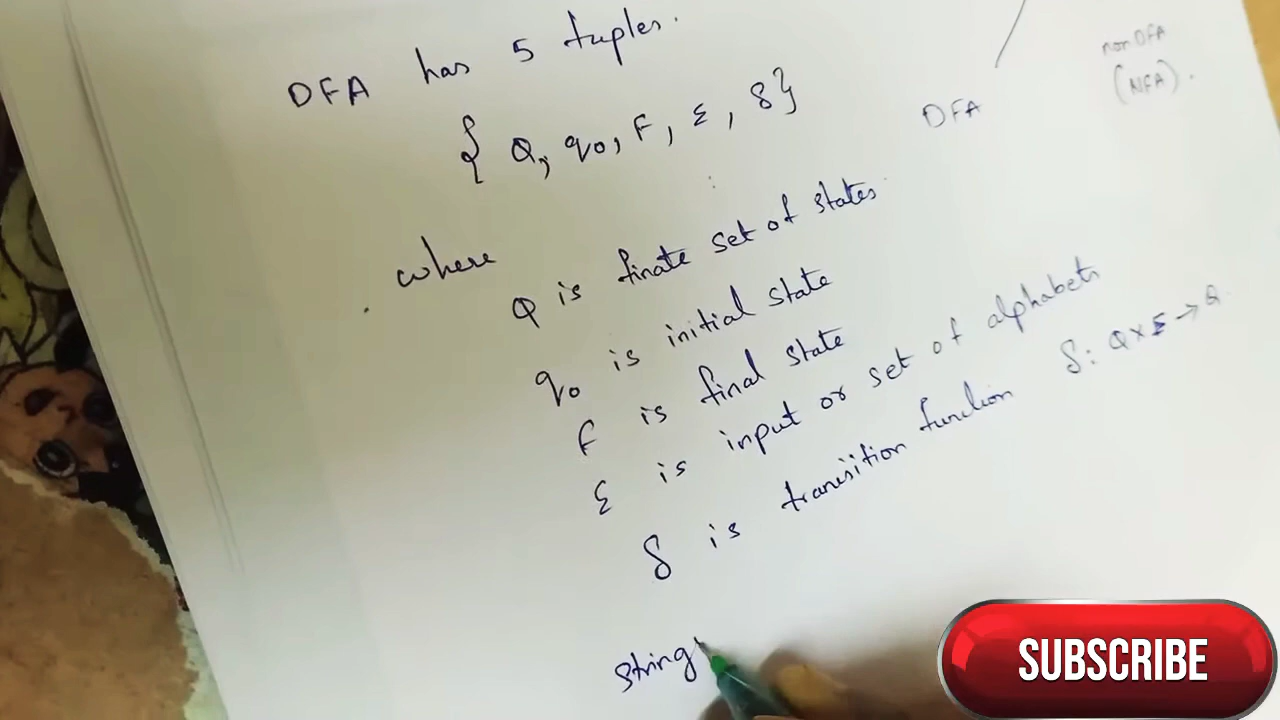 DFA has 5 tuples.
{ Q, q0, F, Σ, δ}
DFA
non DFA
(NFA).
where
Q is finate set of states
q0 is initial state
F is final state
Σ is input or set of alphabets
δ is transition function δ: Q×Σ→Q
string
SUBSCRIBE